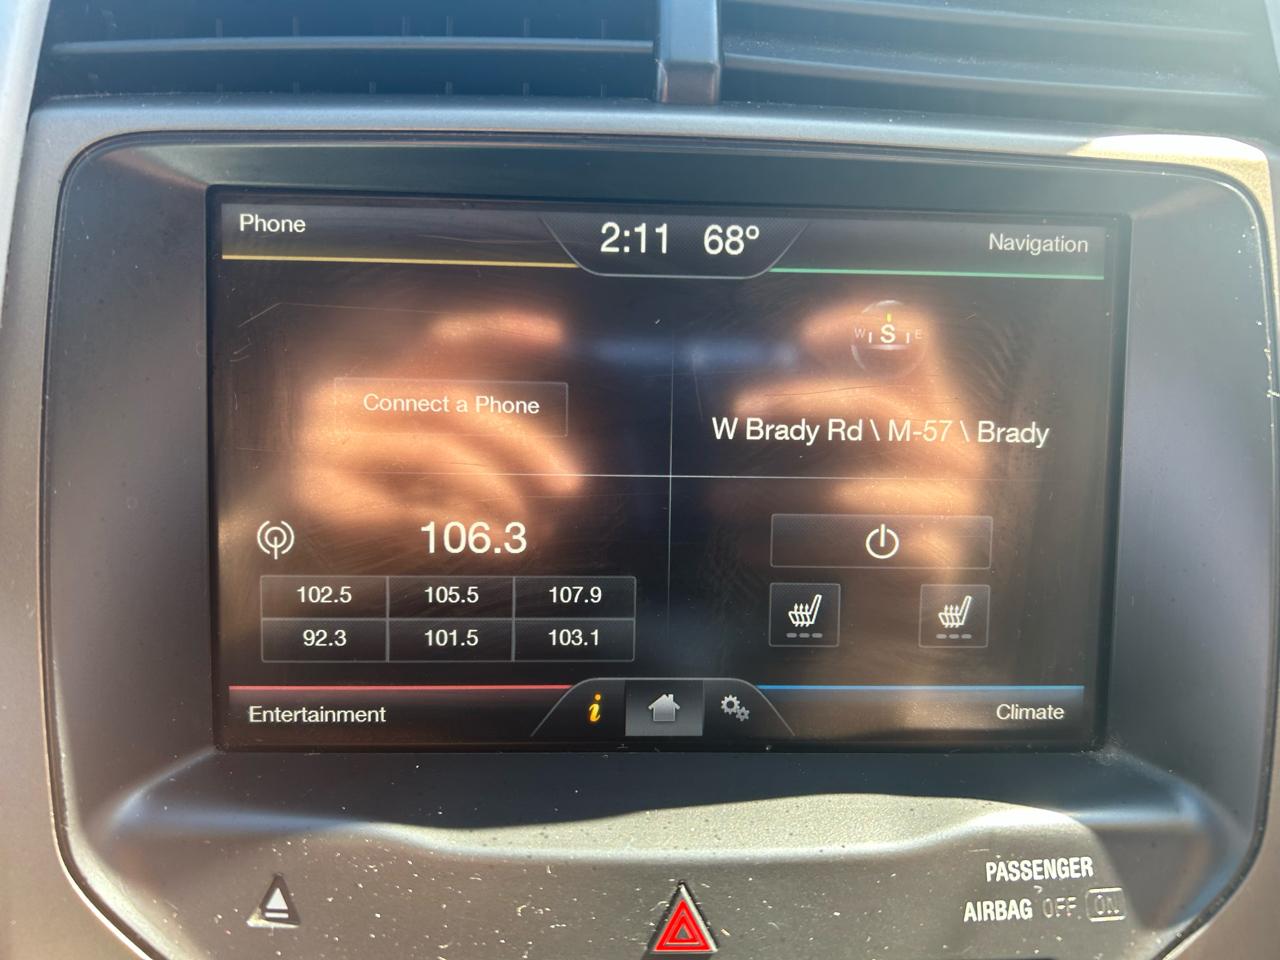 Phone
2:11 68°
Navigation
W S E
Connect a Phone
W Brady Rd \ M-57 \ Brady
106.3
102.5 105.5 107.9
92.3 101.5 103.1
Entertainment
i
Climate
PASSENGER
AIRBAG OFF ON